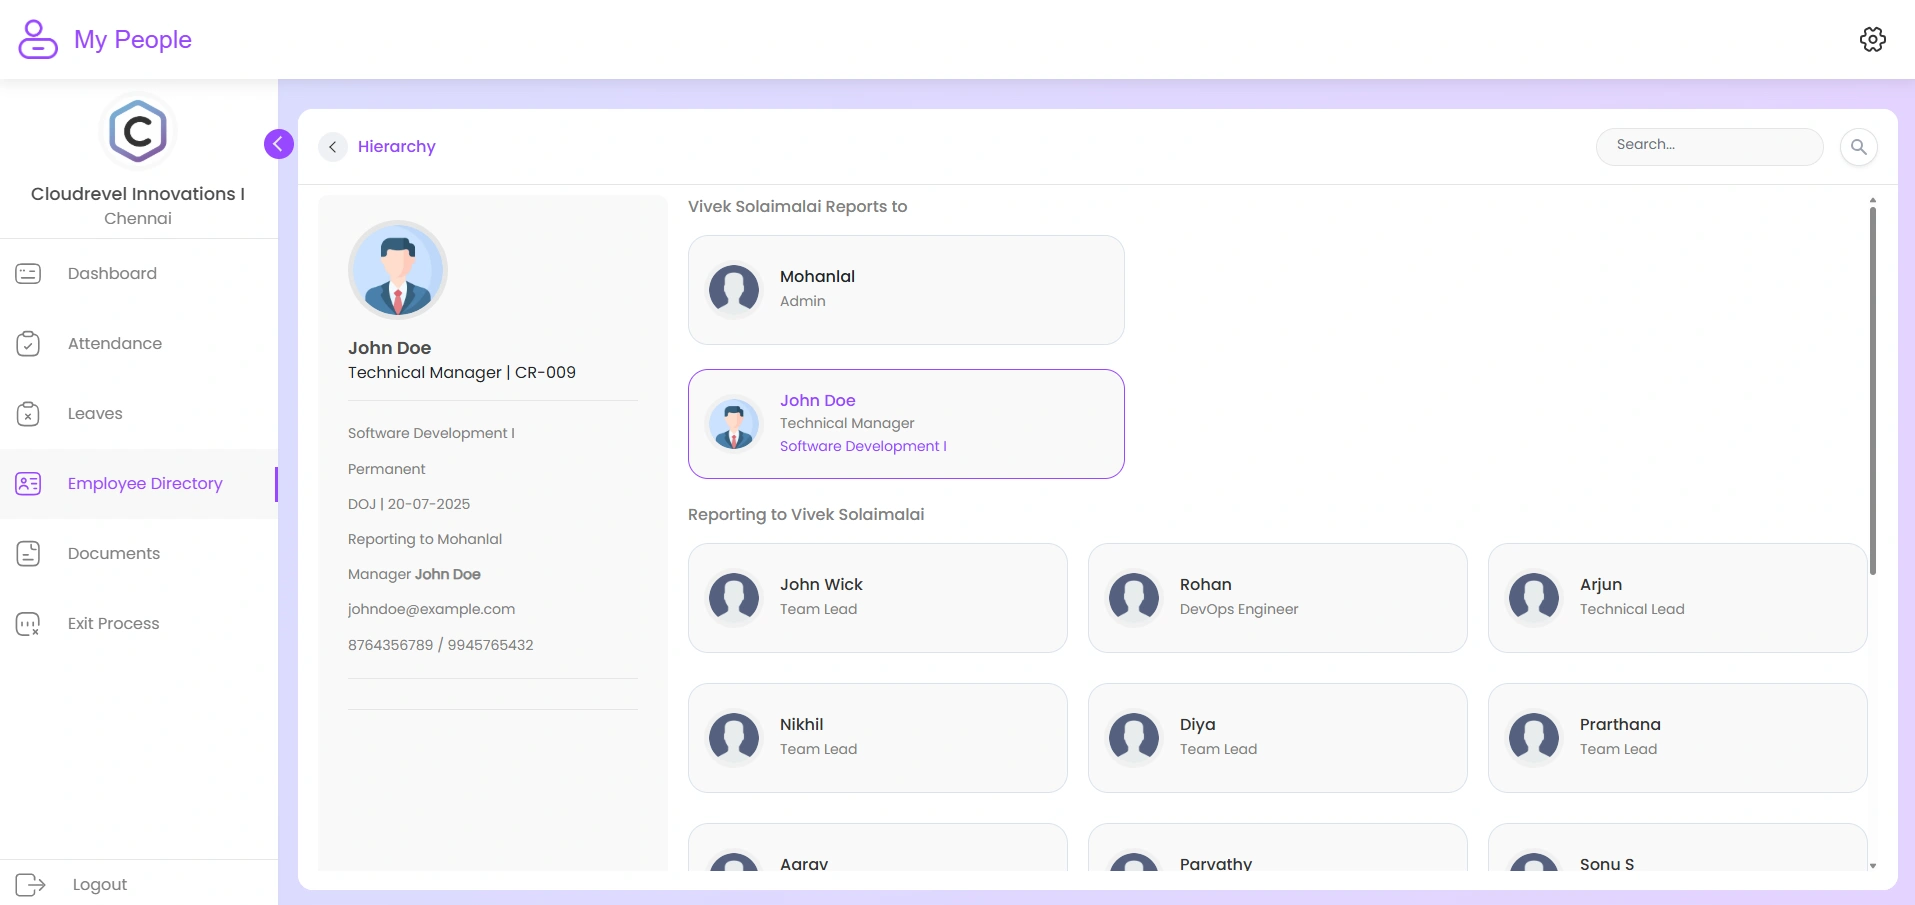 My People
C
Cloudrevel Innovations I
Chennai
Dashboard
Attendance
Leaves
Employee Directory
Documents
Exit Process
Logout
Hierarchy
Search...
John Doe
Technical Manager | CR-009
Software Development I
Permanent
DOJ | 20-07-2025
Reporting to Mohanlal
Manager John Doe
johndoe@example.com
8764356789 / 9945765432
Vivek Solaimalai Reports to
Mohanlal
Admin
John Doe
Technical Manager
Software Development I
Reporting to Vivek Solaimalai
John Wick
Team Lead
Rohan
DevOps Engineer
Arjun
Technical Lead
Nikhil
Team Lead
Diya
Team Lead
Prarthana
Team Lead
Aarav
Parvathy
Sonu S